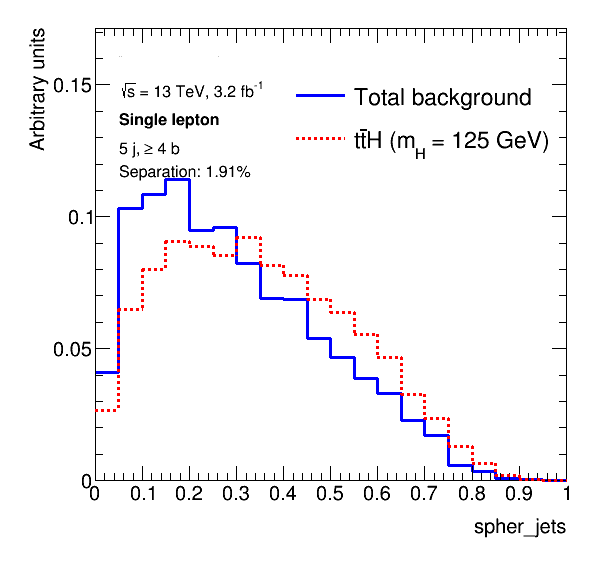 Arbitrary units
√s = 13 TeV, 3.2 fb⁻¹
Single lepton
5 j, ≥ 4 b
Separation: 1.91%
Total background
tt̄H (m_H = 125 GeV)
0.15
0.1
0.05
0
0 0.1 0.2 0.3 0.4 0.5 0.6 0.7 0.8 0.9 1
spher_jets